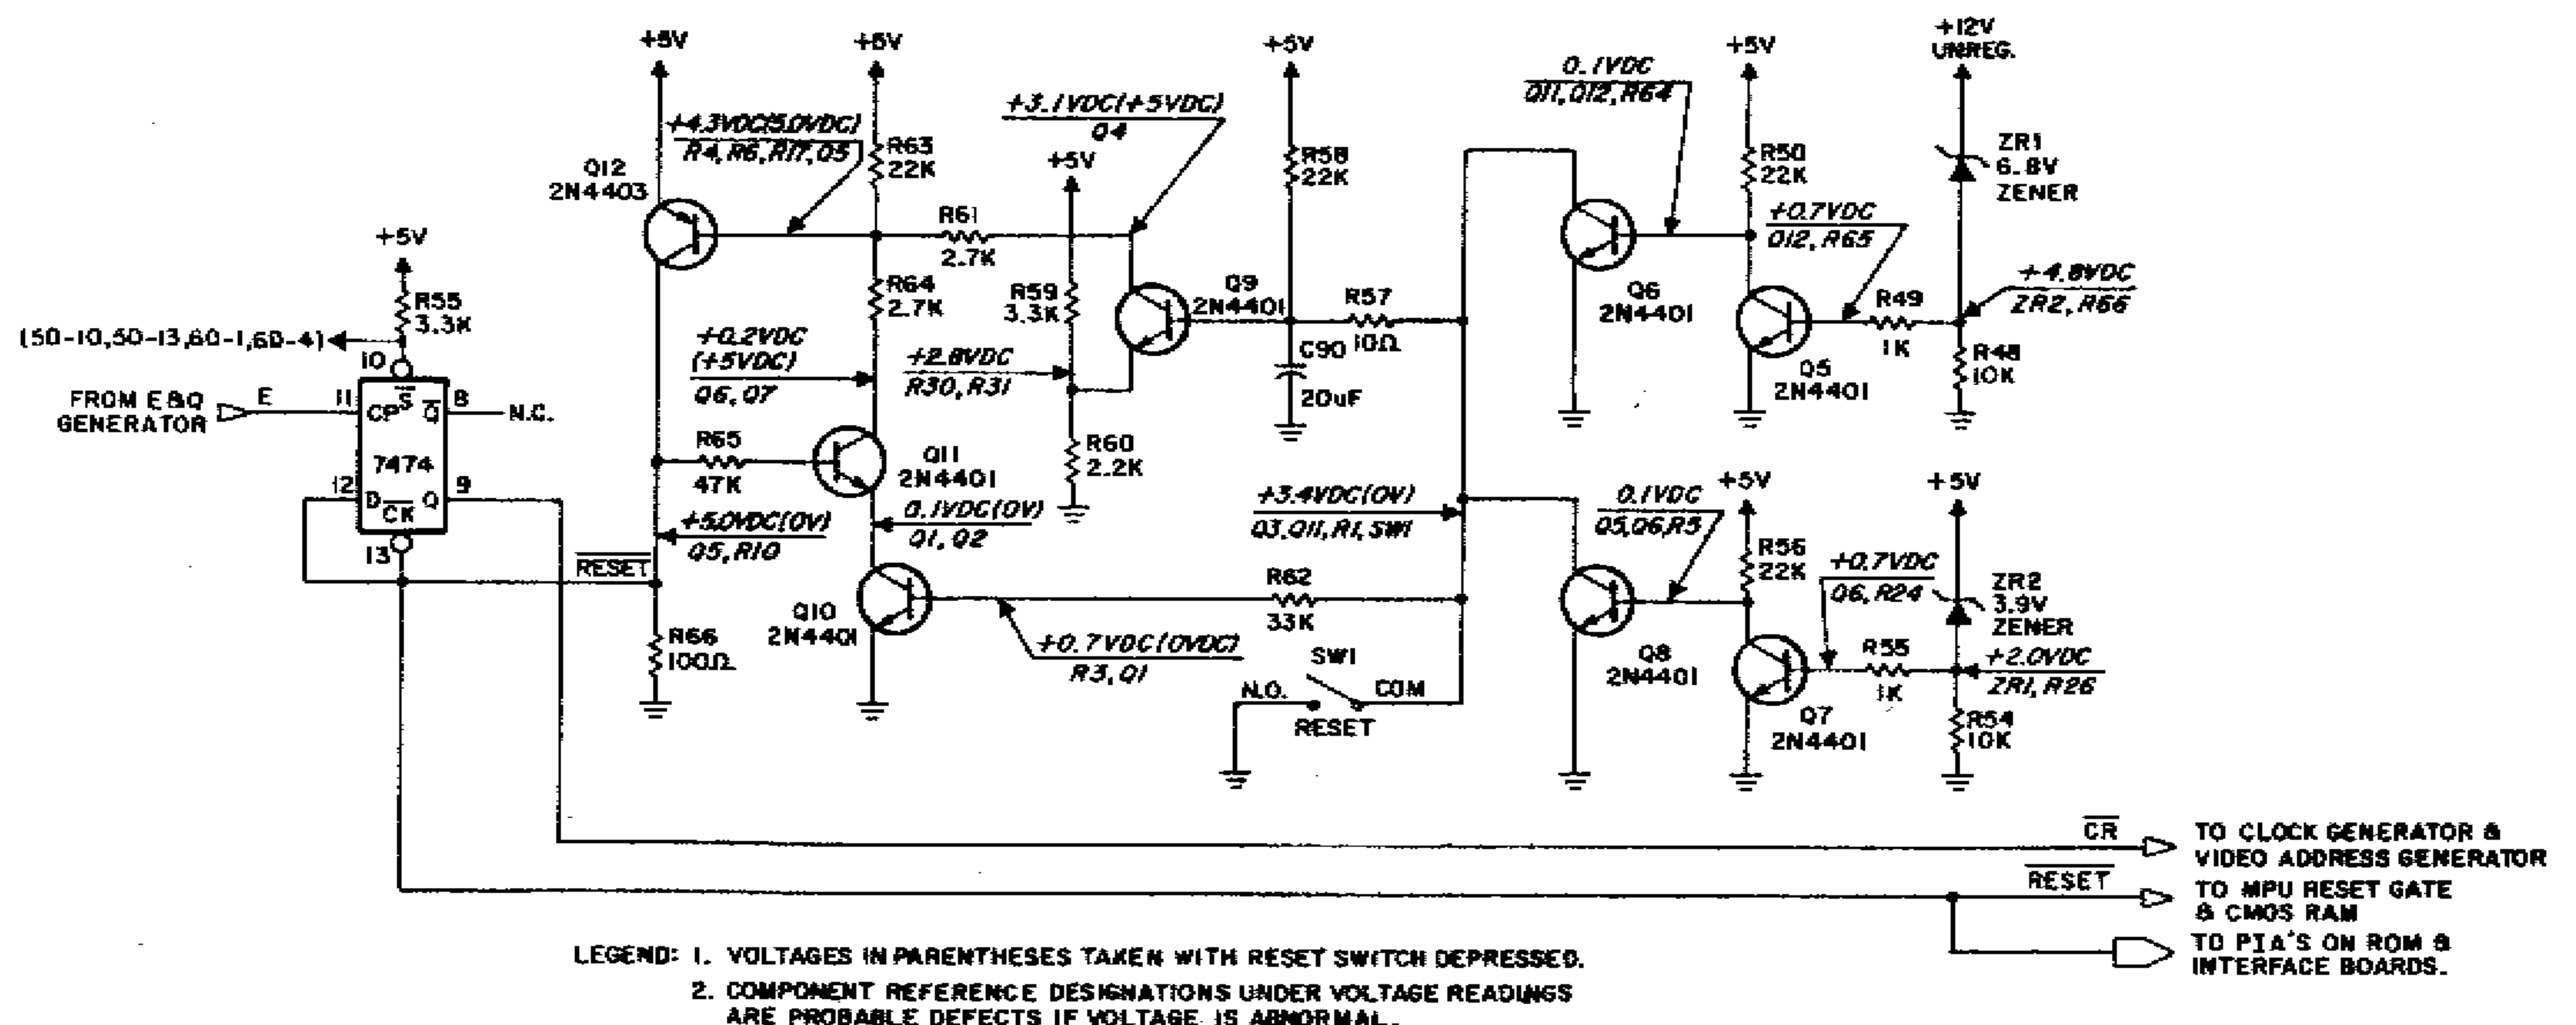 +5V
+5V
+5V
+5V
+12V
UNREG.
0.1VDC
Q11,Q12,R64
+3.1VDC(+5VDC)
Q4
+4.3VDC(5.0VDC)
R4,R6,R17,Q5
Q12
2N4403
R63
22K
+5V
R58
22K
R50
22K
ZR1
6.8V
ZENER
+0.7VDC
Q12,R65
R61
2.7K
+5V
R55
3.3K
(5D-10,5D-13,6D-1,6D-4)
R64
2.7K
R59
3.3K
Q9
2N4401
R57
10Ω
Q6
2N4401
R49
1K
+4.8VDC
ZR2,R66
+0.2VDC
(+5VDC)
Q6,Q7
+2.8VDC
R30,R31
C90
20uF
Q5
2N4401
R48
10K
FROM E&Q
GENERATOR
E
10
11
CP
S
Q
8
N.C.
7474
12
D
CK
Q
9
13
R65
47K
Q11
2N4401
R60
2.2K
+5.0VDC(0V)
Q5,R10
0.1VDC(0V)
Q1,Q2
+3.4VDC(0V)
Q3,Q11,R1,SW1
0.1VDC
Q5,Q6,R5
+5V
+5V
R56
22K
+0.7VDC
Q6,R24
ZR2
3.9V
ZENER
RESET
R66
100Ω
Q10
2N4401
R62
33K
+0.7VDC(0VDC)
R3,Q1
SW1
N.O.
COM
RESET
Q8
2N4401
R55
1K
+2.0VDC
ZR1,R26
Q7
2N4401
R54
10K
CR
TO CLOCK GENERATOR &
VIDEO ADDRESS GENERATOR
RESET
TO MPU RESET GATE
& CMOS RAM
TO PIA'S ON ROM &
INTERFACE BOARDS.
LEGEND: 1. VOLTAGES IN PARENTHESES TAKEN WITH RESET SWITCH DEPRESSED.
2. COMPONENT REFERENCE DESIGNATIONS UNDER VOLTAGE READINGS
ARE PROBABLE DEFECTS IF VOLTAGE IS ABNORMAL.